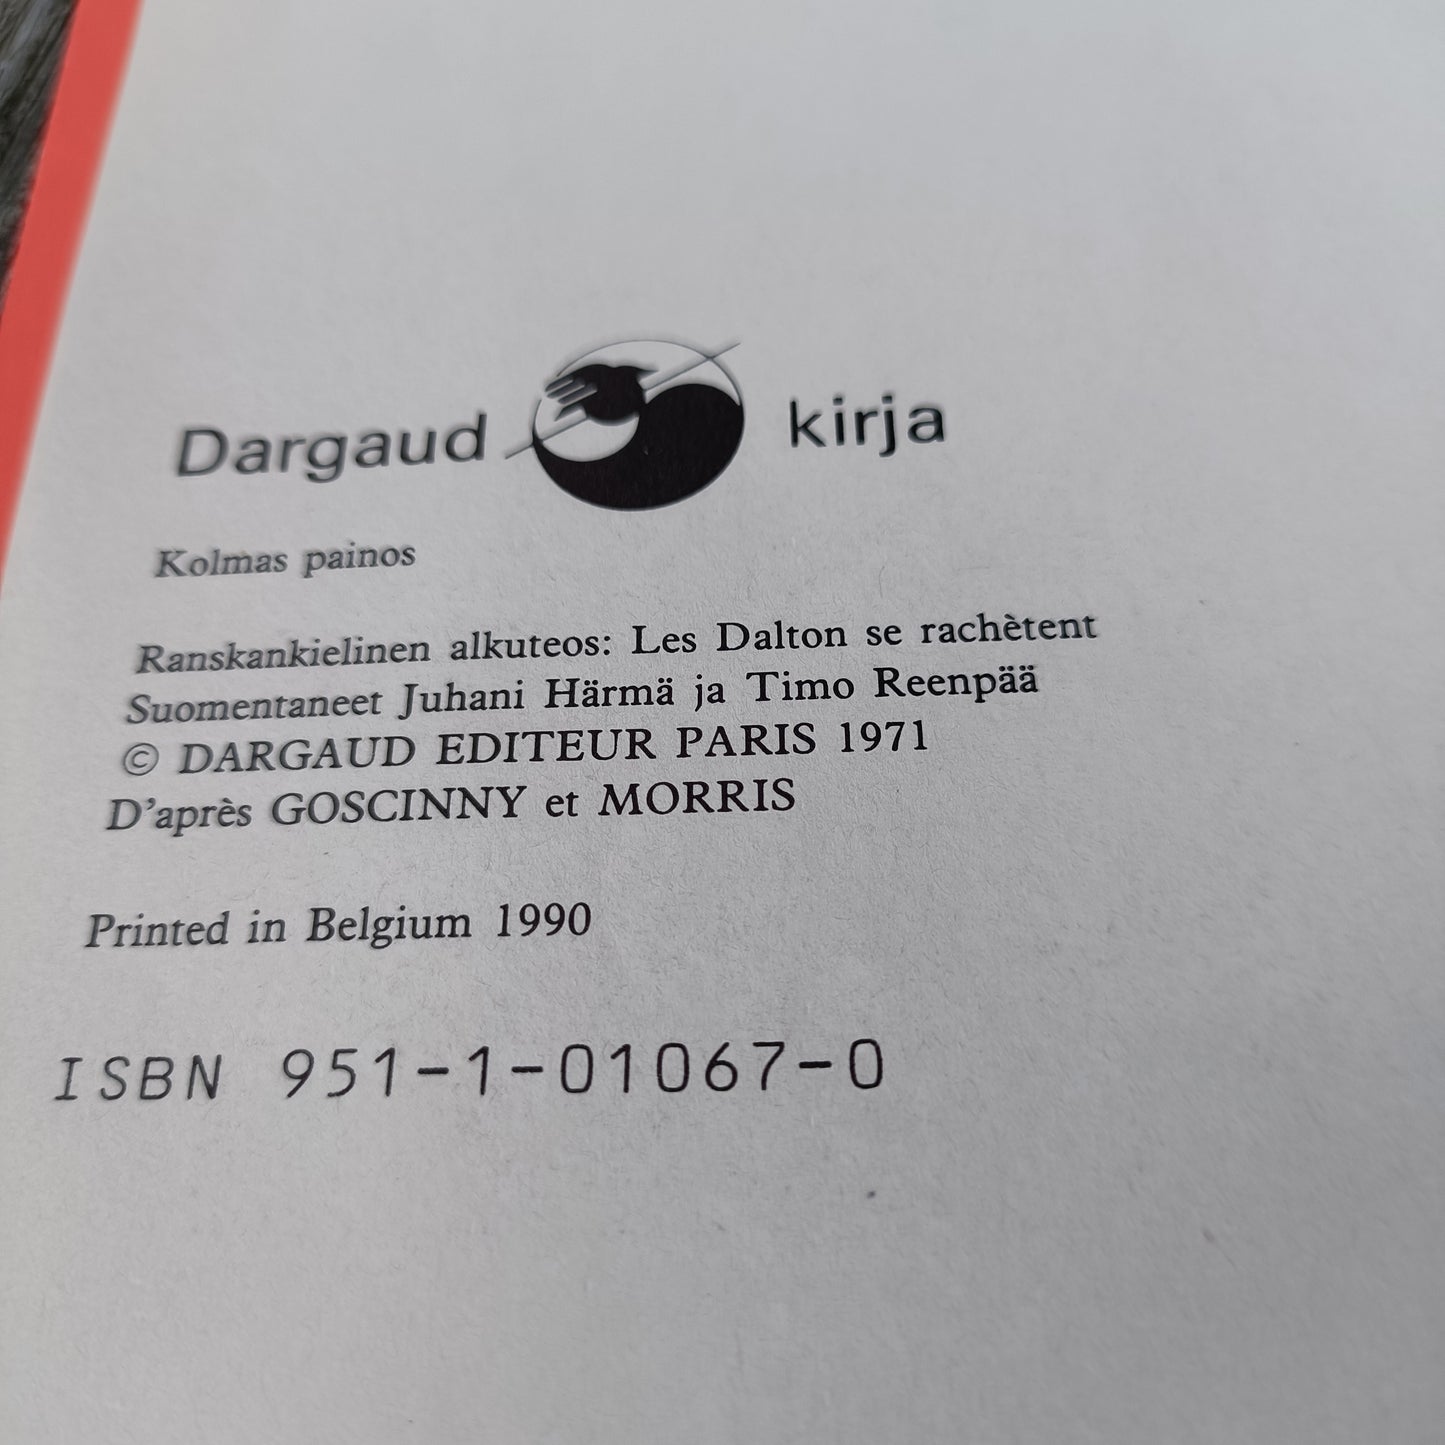 Dargaud kirja
Kolmas painos
Ranskankielinen alkuteos: Les Dalton se rachètent
Suomentaneet Juhani Härmä ja Timo Reenpää
© DARGAUD EDITEUR PARIS 1971
D'après GOSCINNY et MORRIS
Printed in Belgium 1990
ISBN 951-1-01067-0